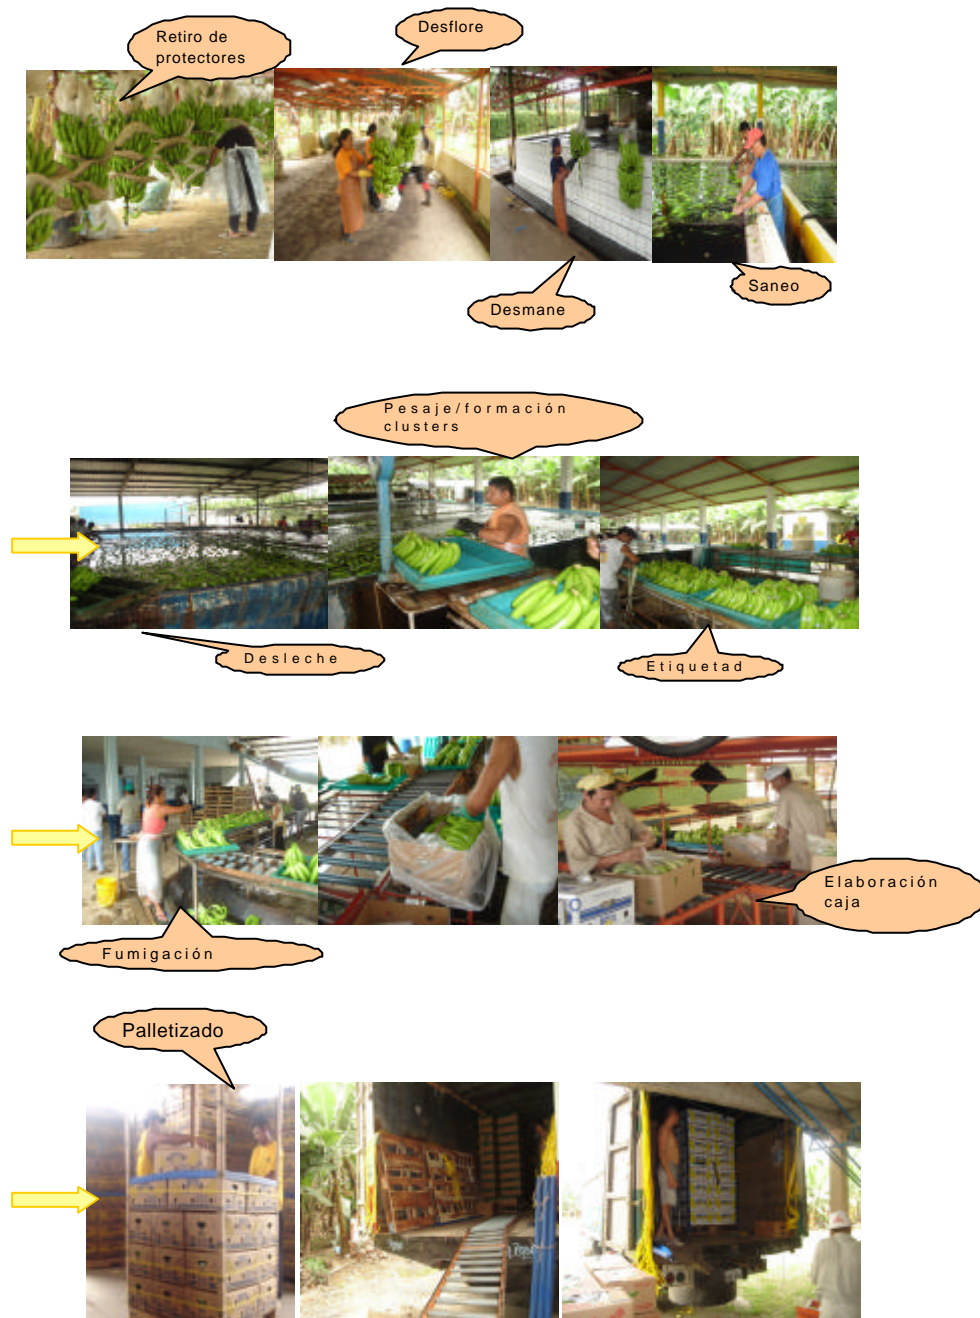 Retiro de
protectores
Desflore
Desmane
Saneo
Pesaje/formación
clusters
Desleche
Etiquetad
Fumigación
Elaboración
caja
Palletizado